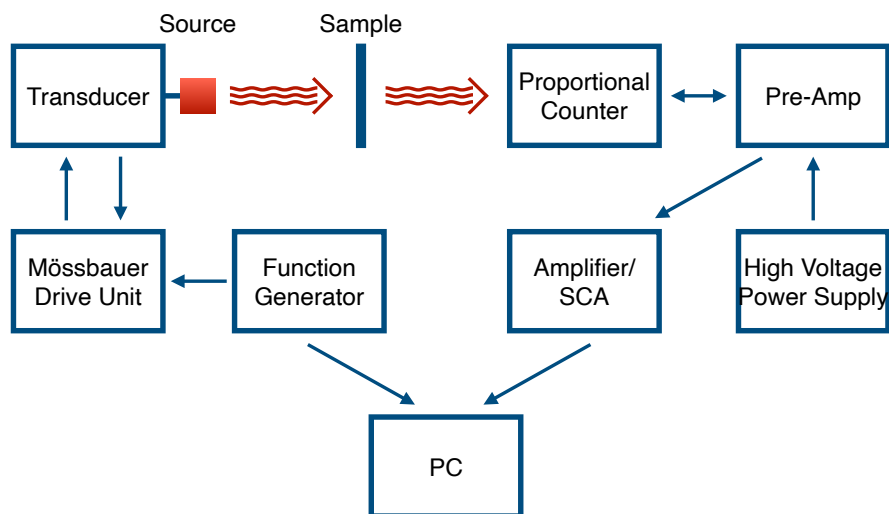 Source
Sample
Transducer
Proportional
Counter
Pre-Amp
Mössbauer
Drive Unit
Function
Generator
Amplifier/
SCA
High Voltage
Power Supply
PC